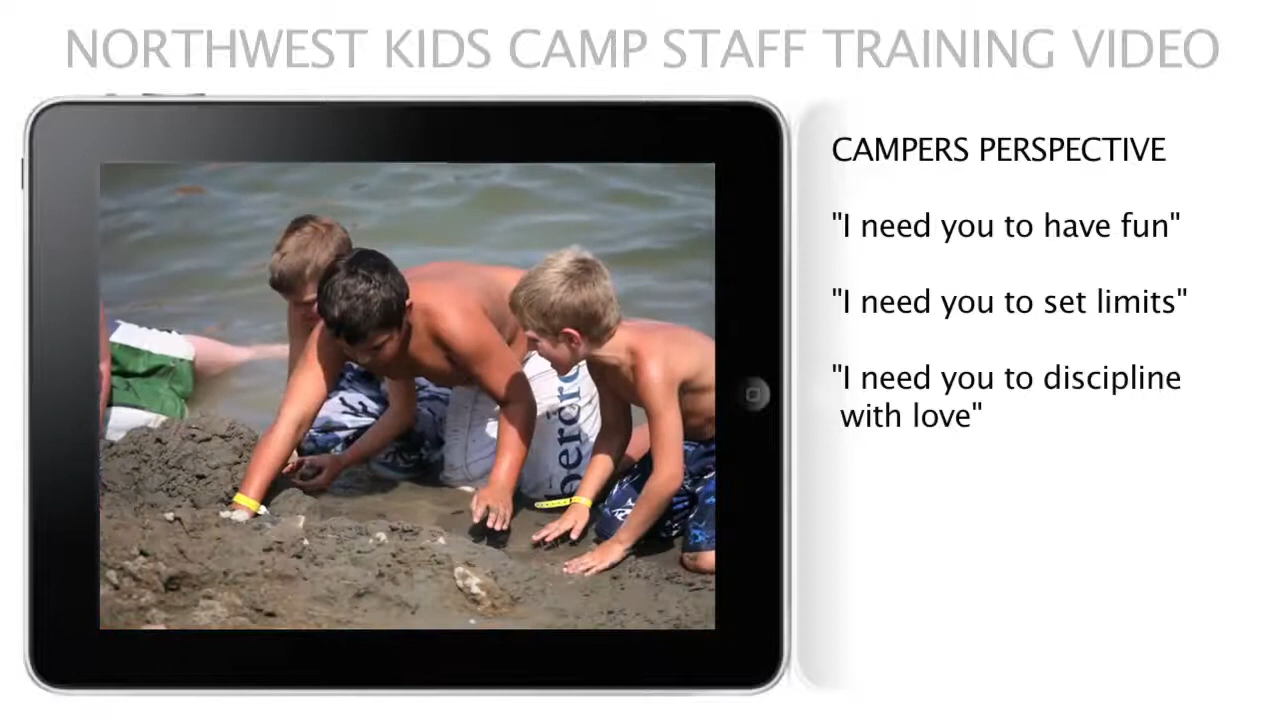 NORTHWEST KIDS CAMP STAFF TRAINING VIDEO
CAMPERS PERSPECTIVE
"I need you to have fun"
"I need you to set limits"
"I need you to discipline
with love"
bercro